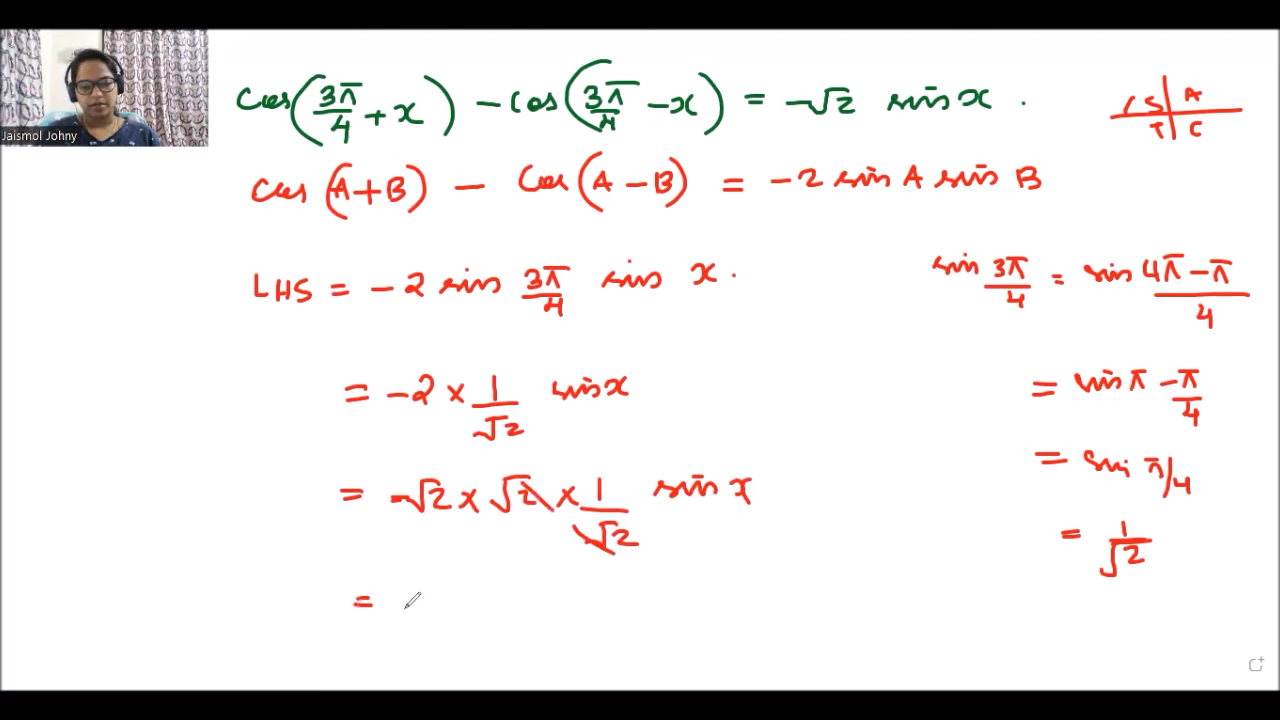 Jaismol Johny
cos(3π/4 + x) - cos(3π/4 - x) = -√2 sin x .
S | A
T | C
cos(A+B) - cos(A-B) = -2 sin A sin B
LHS = -2 sin 3π/4 sin x .
sin 3π/4 = sin 4π-π/4
= -2 × 1/√2 sin x
= sin π - π/4
= sin π/4
= -√2 × √2 × 1/√2 sin x
= 1/√2
=